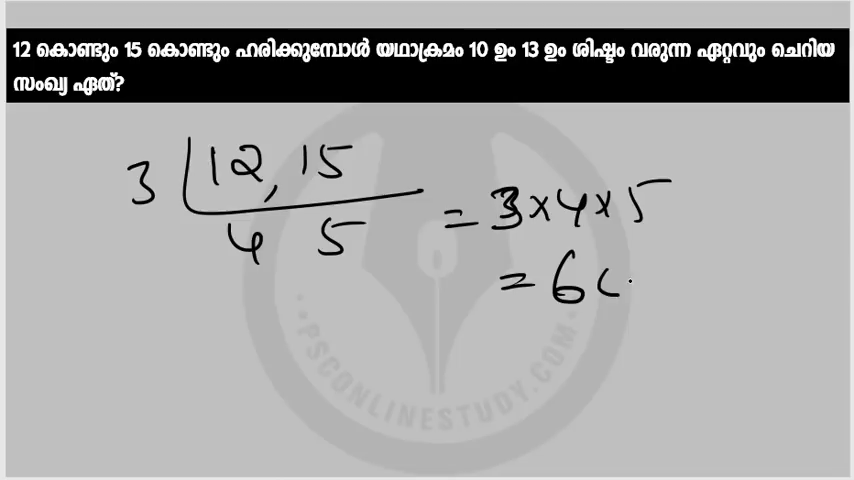 12 കൊണ്ടും 15 കൊണ്ടും ഹരിക്കുമ്പോൾ യഥാക്രമം 10 ഉം 13 ഉം ശിഷ്ടം വരുന്ന ഏറ്റവും ചെറിയ
സംഖ്യ ഏത്?
3 12, 15
4 5
= 3 × 4 × 5
= 6
PSCONLINESTUDY.COM